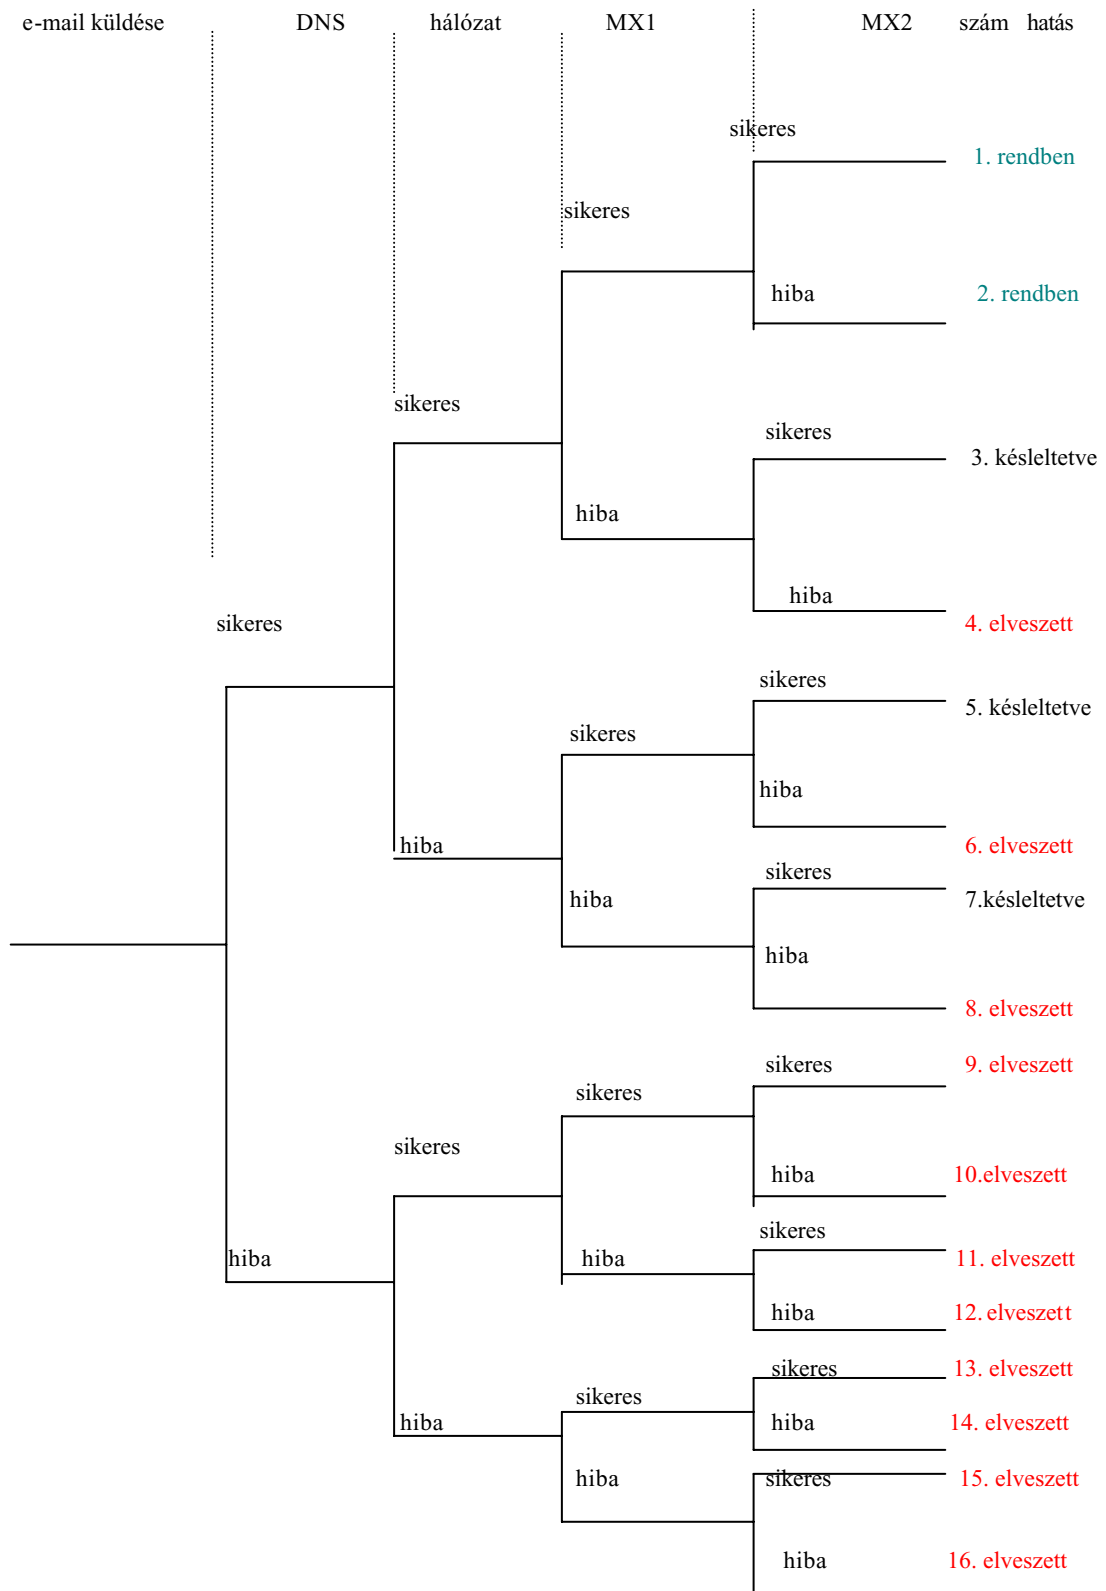 e-mail küldése DNS hálózat MX1 MX2 szám hatás
sikeres
1. rendben
sikeres
hiba 2. rendben
sikeres
sikeres
3. késleltetve
hiba
hiba
sikeres 4. elveszett
sikeres
5. késleltetve
sikeres
hiba
hiba 6. elveszett
sikeres
hiba 7.késleltetve
hiba
8. elveszett
sikeres 9. elveszett
sikeres
sikeres
hiba 10.elveszett
sikeres
hiba hiba 11. elveszett
hiba 12. elveszett
sikeres 13. elveszett
sikeres
hiba hiba 14. elveszett
hiba sikeres 15. elveszett
hiba 16. elveszett